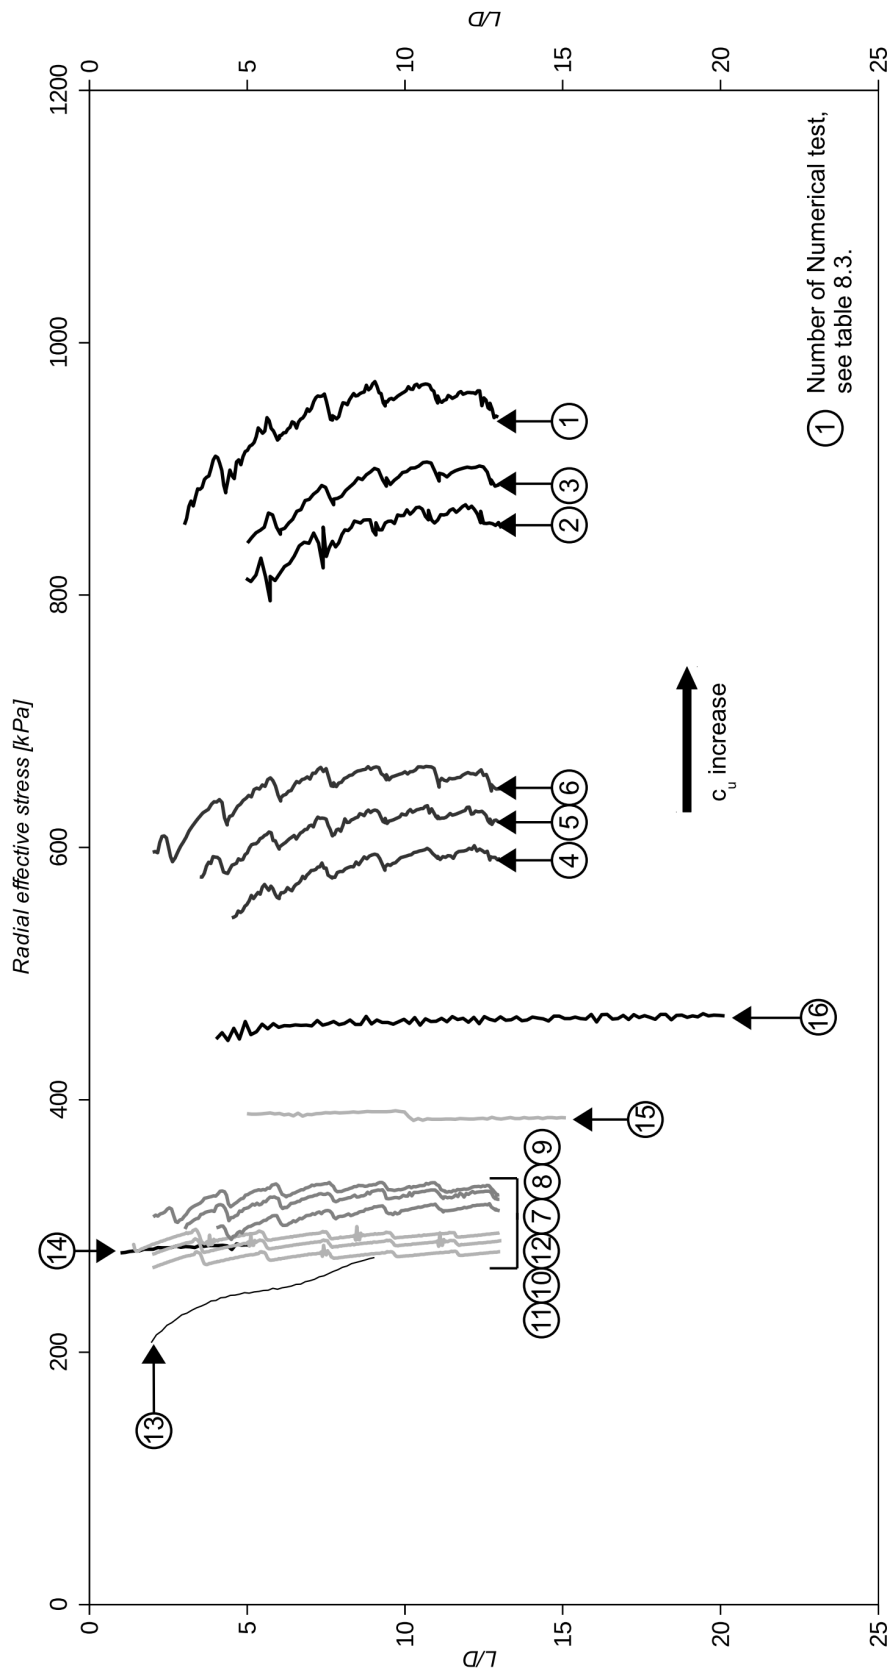 Radial effective stress [kPa]
0 200 400 600 800 1000 1200
L/D
0
5
10
15
20
25
L/D
0
5
10
15
20
25
14
13
11 10 12 7 8 9
15
16
4 5 6
2 3 1
cu increase
1 Number of Numerical test,
see table 8.3.